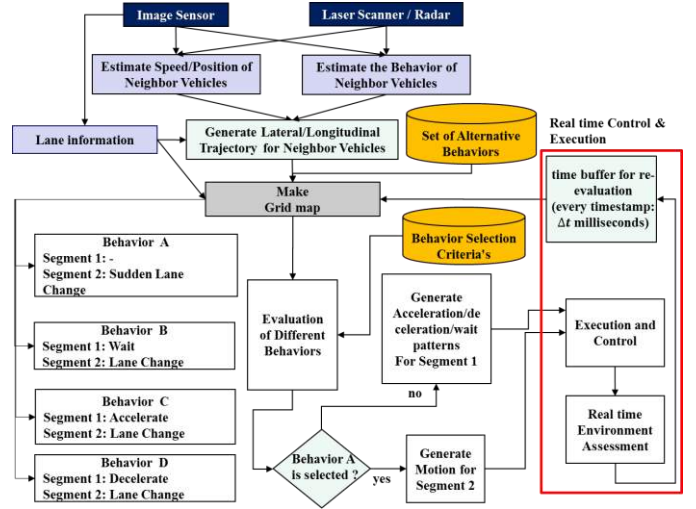 Image Sensor
Laser Scanner / Radar
Estimate Speed/Position of
Neighbor Vehicles
Estimate the Behavior of
Neighbor Vehicles
Lane information
Generate Lateral/Longitudinal
Trajectory for Neighbor Vehicles
Set of Alternative
Behaviors
Real time Control &
Execution
time buffer for re-
evaluation
(every timestamp:
Δt milliseconds)
Make
Grid map
Behavior A
Segment 1: -
Segment 2: Sudden Lane
Change
Behavior B
Segment 1: Wait
Segment 2: Lane Change
Behavior C
Segment 1: Accelerate
Segment 2: Lane Change
Behavior D
Segment 1: Decelerate
Segment 2: Lane Change
Behavior Selection
Criteria's
Evaluation
of Different
Behaviors
Generate
Acceleration/de
celeration/wait
patterns
For Segment 1
no
Behavior A
is selected ?
yes
Generate
Motion for
Segment 2
Execution and
Control
Real time
Environment
Assessment